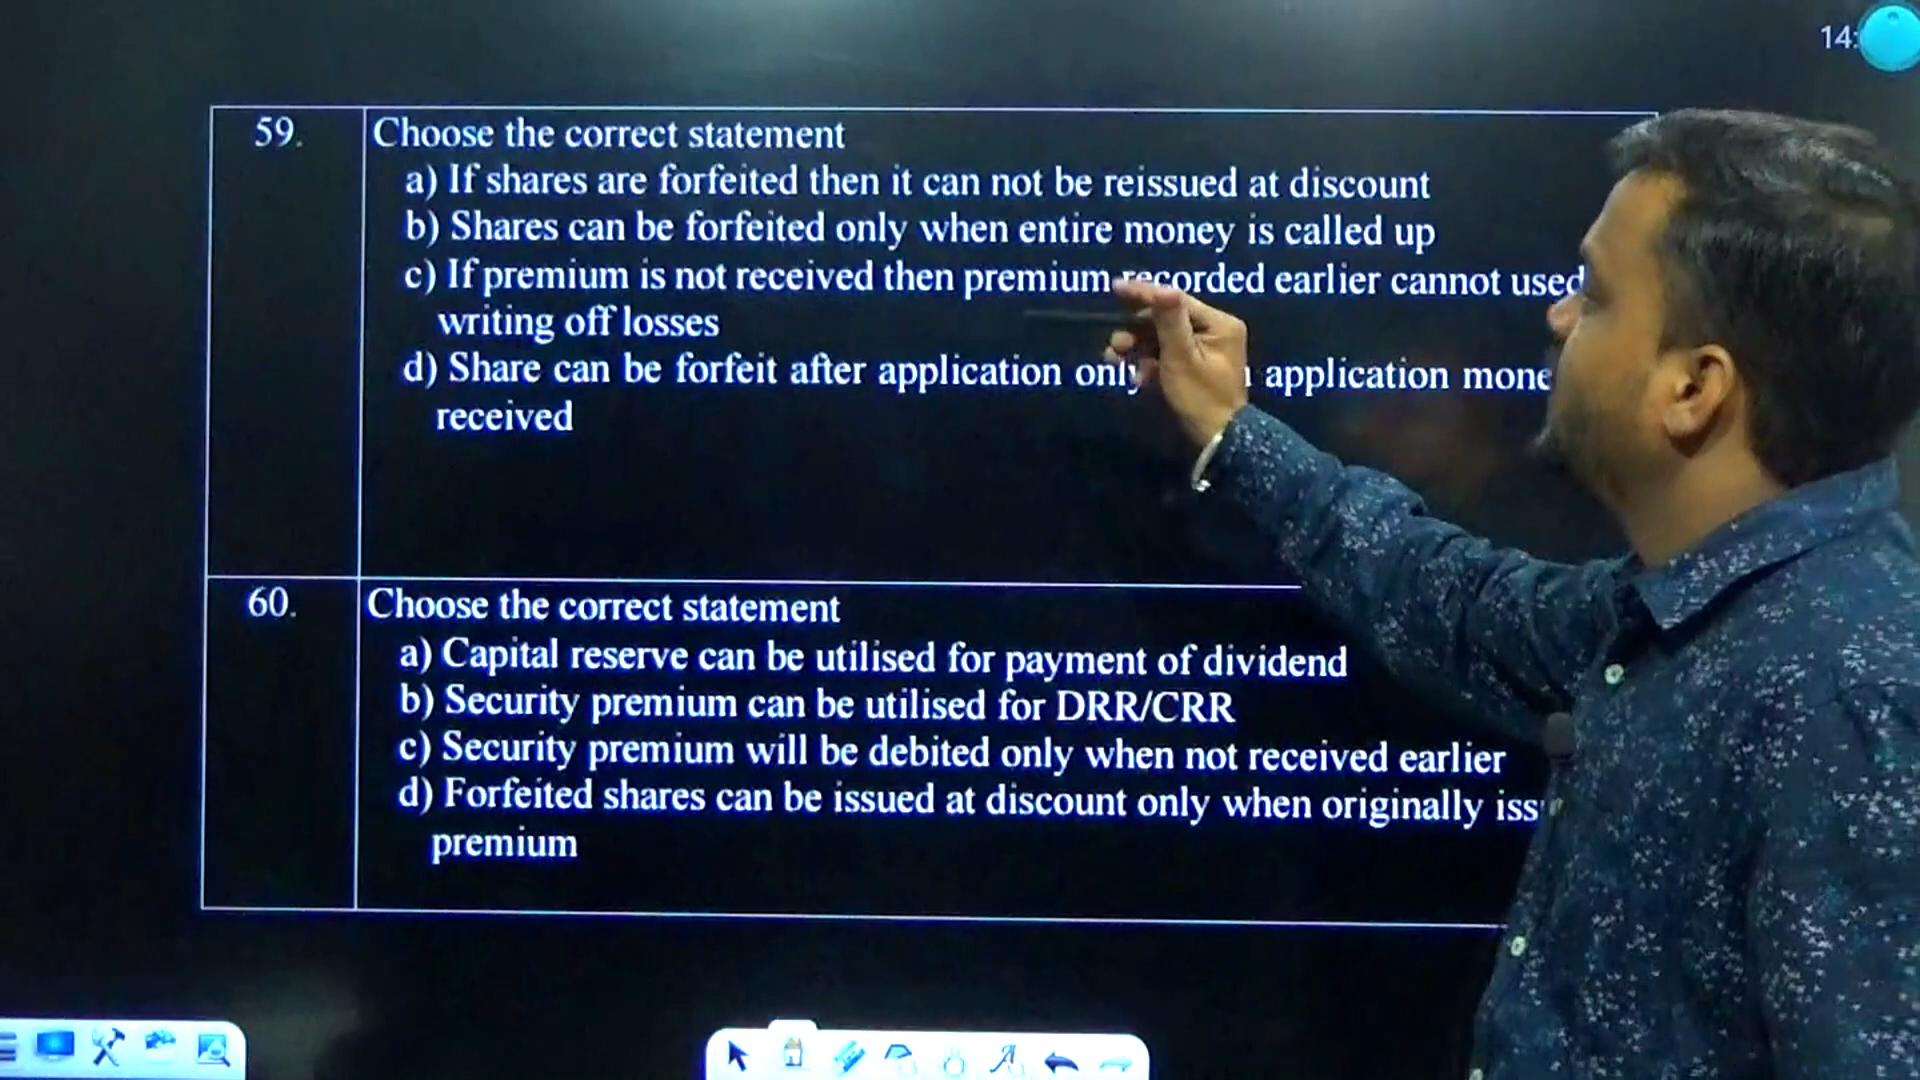 14:
59. Choose the correct statement
a) If shares are forfeited then it can not be reissued at discount
b) Shares can be forfeited only when entire money is called up
c) If premium is not received then premium recorded earlier cannot used
writing off losses
d) Share can be forfeit after application only application
received
60. Choose the correct statement
a) Capital reserve can be utilised for payment of dividend
b) Security premium can be utilised for DRR/CRR
c) Security premium will be debited only when not received earlier
d) Forfeited shares can be issued at discount only when originally
premium